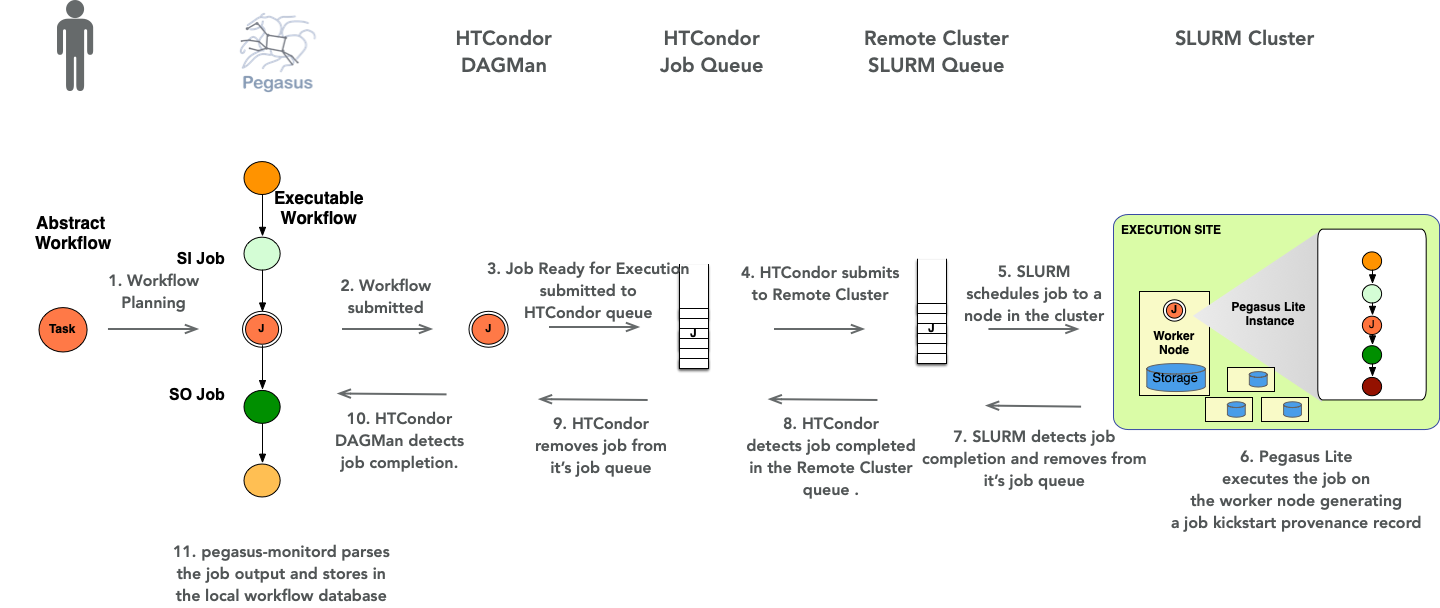 Pegasus
HTCondor
DAGMan
HTCondor
Job Queue
Remote Cluster
SLURM Queue
SLURM Cluster
Abstract
Workflow
Task
1. Workflow
Planning
Executable
Workflow
SI Job
J
SO Job
2. Workflow
submitted
J
3. Job Ready for Execution
submitted to
HTCondor queue
J
4. HTCondor submits
to Remote Cluster
J
5. SLURM
schedules job to a
node in the cluster
EXECUTION SITE
J
Worker
Node
Storage
Pegasus Lite
Instance
J
6. Pegasus Lite
executes the job on
the worker node generating
a job kickstart provenance record
7. SLURM detects job
completion and removes from
it's job queue
8. HTCondor
detects job completed
in the Remote Cluster
queue .
9. HTCondor
removes job from
it's job queue
10. HTCondor
DAGMan detects
job completion.
11. pegasus-monitord parses
the job output and stores in
the local workflow database